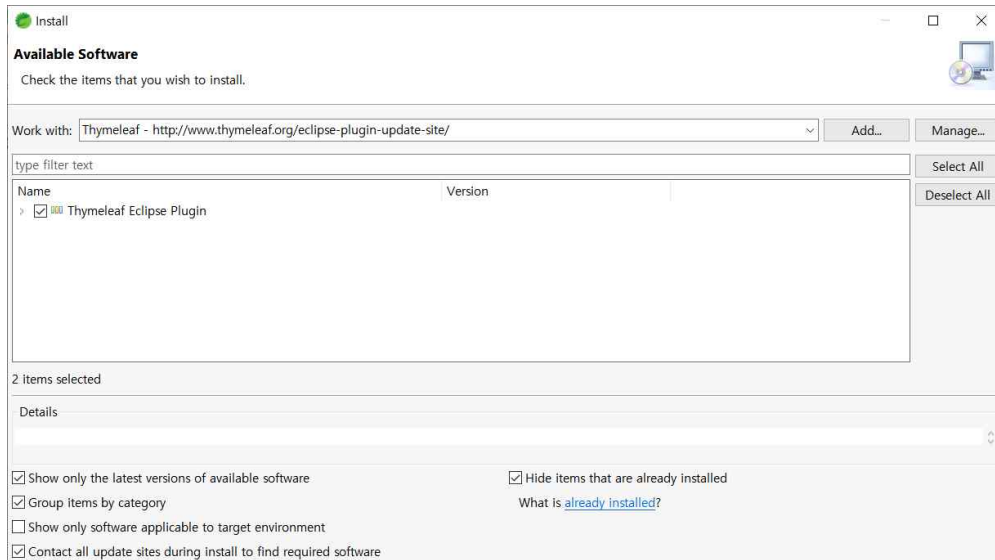 Install
Available Software
Check the items that you wish to install.
Work with: Thymeleaf - http://www.thymeleaf.org/eclipse-plugin-update-site/ Add... Manage...
type filter text Select All
Name Version Deselect All
Thymeleaf Eclipse Plugin
2 items selected
Details
Show only the latest versions of available software Hide items that are already installed
Group items by category What is already installed?
Show only software applicable to target environment
Contact all update sites during install to find required software